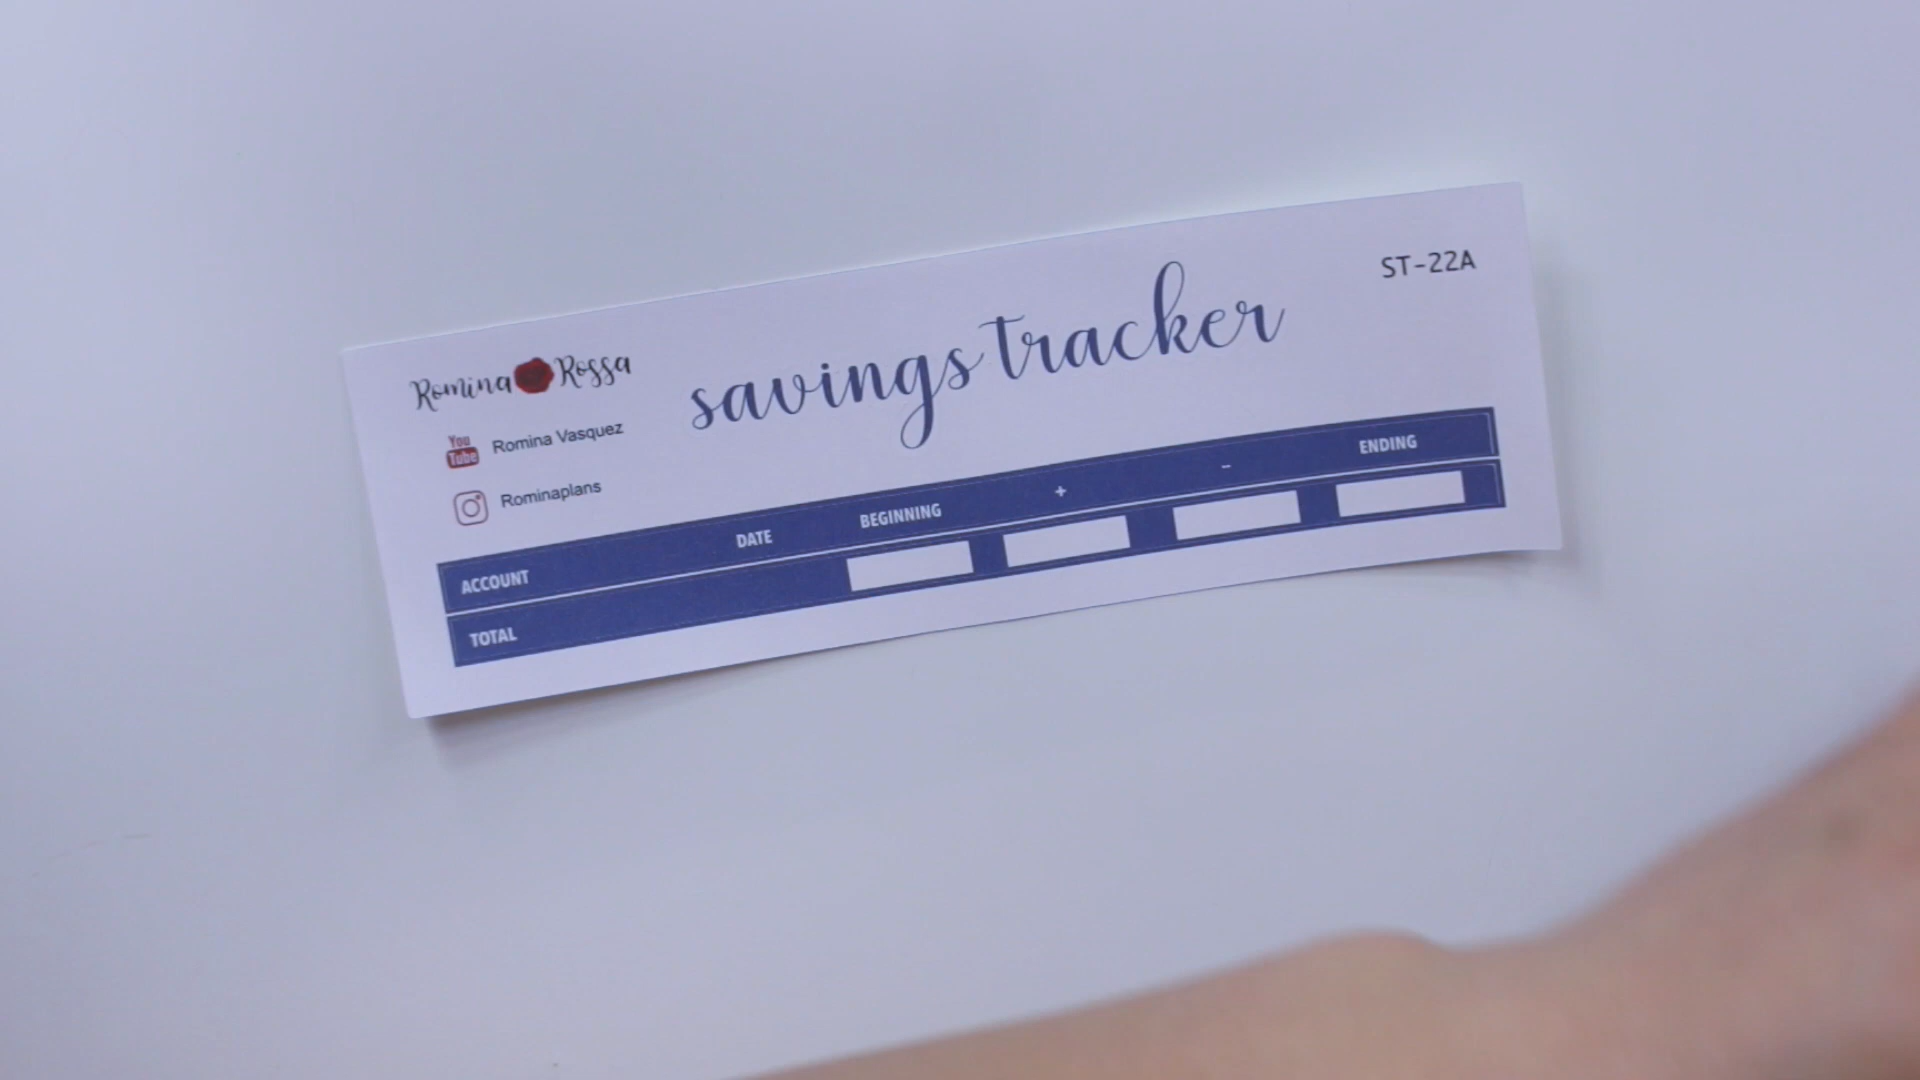 Romina Rossa
You Tube Romina Vasquez
Rominaplans
savings tracker
ST-22A
ACCOUNT DATE BEGINNING + - ENDING
TOTAL